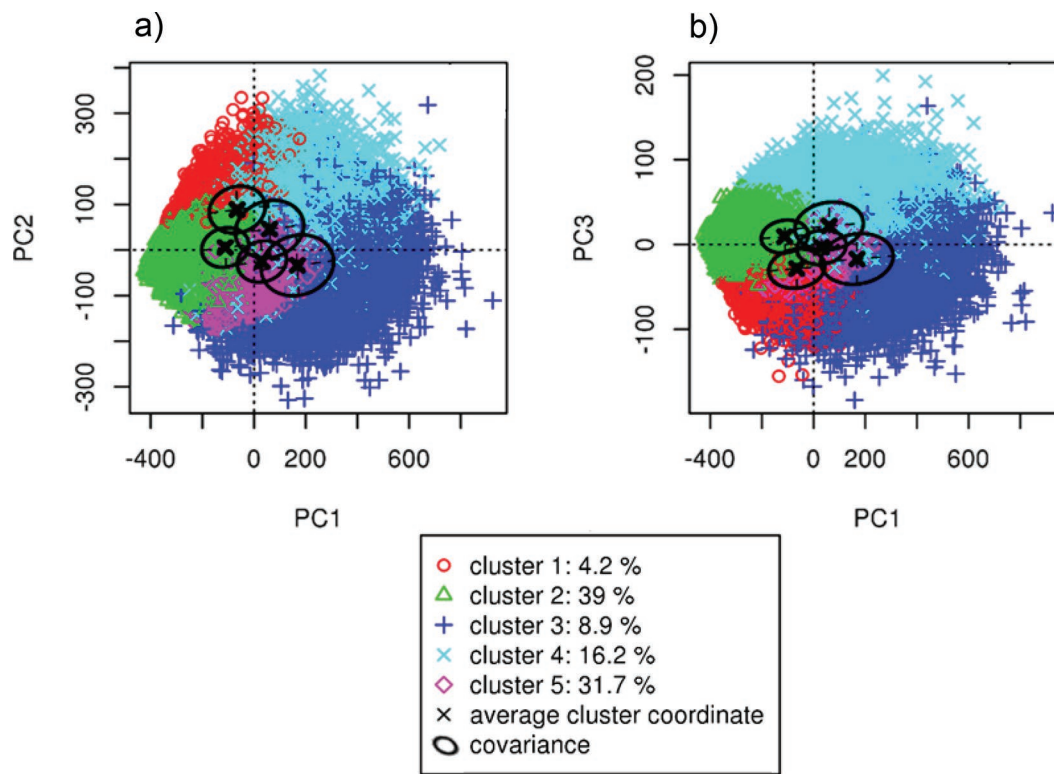 a)
PC2
300
100
-100
-300
-400
0
200
600
PC1
b)
PC3
200
100
0
-100
-400
0
200
600
PC1
cluster 1: 4.2 %
cluster 2: 39 %
cluster 3: 8.9 %
cluster 4: 16.2 %
cluster 5: 31.7 %
average cluster coordinate
covariance